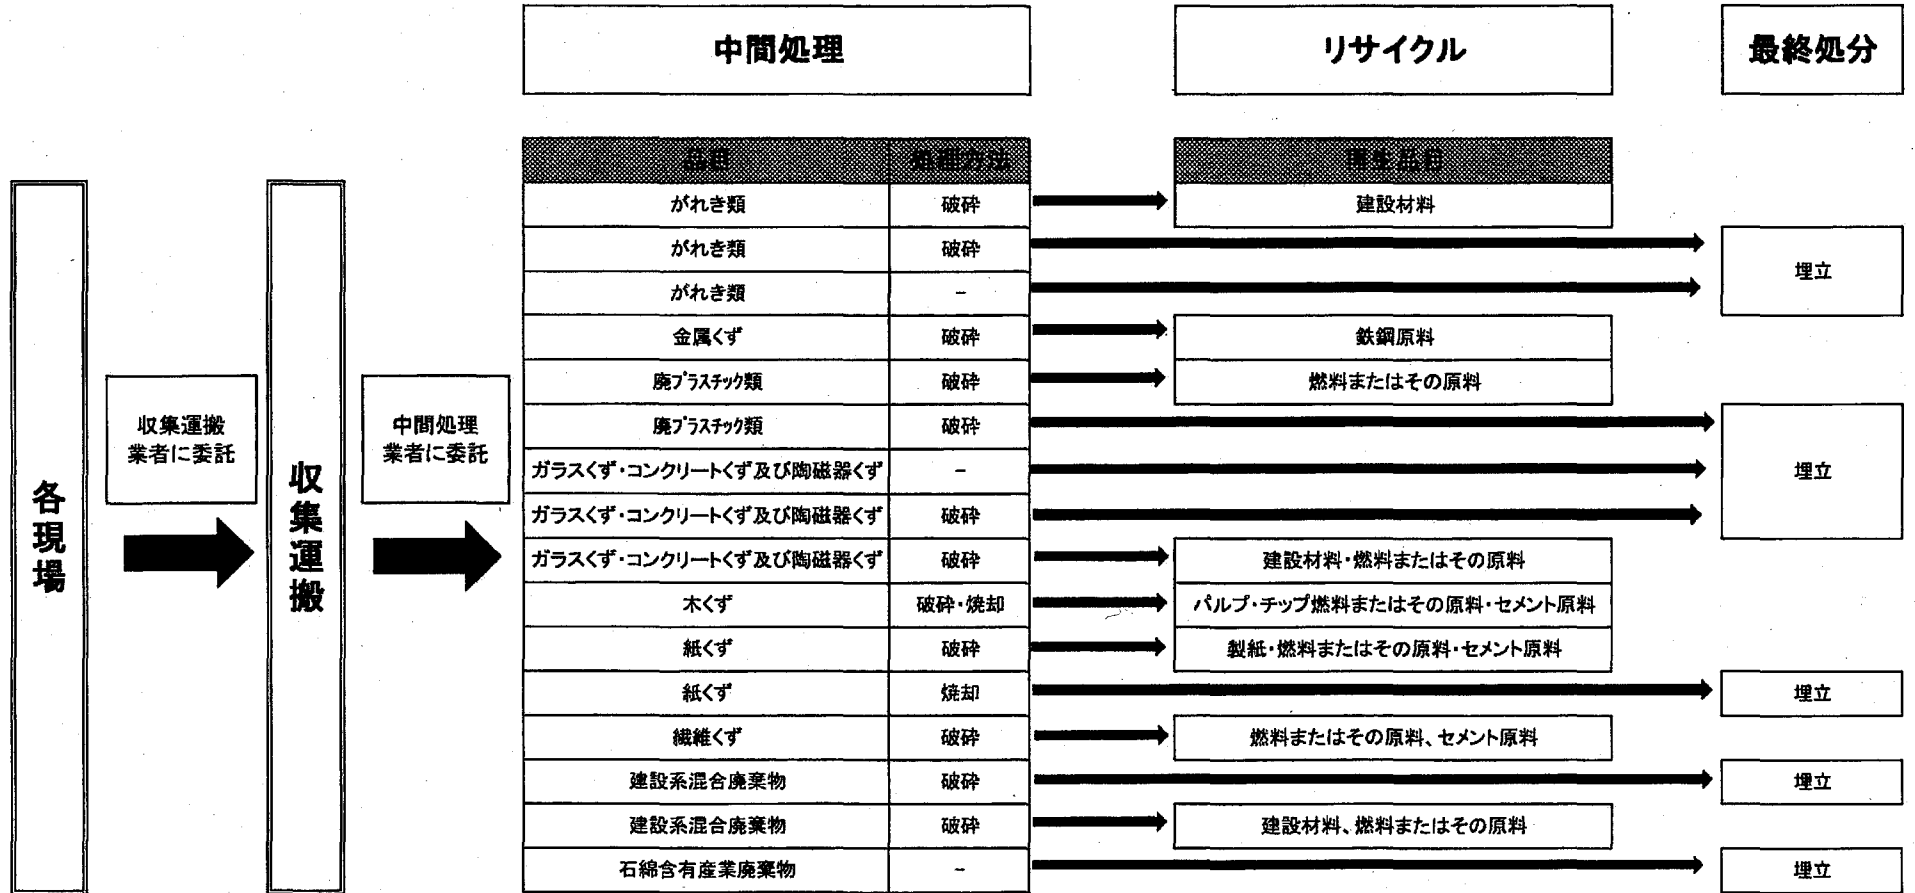 中間処理
リサイクル
最終処分
品目 処理方法
再生品目
がれき類 破砕
建設材料
がれき類 破砕
がれき類 -
埋立
金属くず 破砕
鉄鋼原料
廃プラスチック類 破砕
燃料またはその原料
廃プラスチック類 破砕
ガラスくず・コンクリートくず及び陶磁器くず -
ガラスくず・コンクリートくず及び陶磁器くず 破砕
埋立
ガラスくず・コンクリートくず及び陶磁器くず 破砕
建設材料・燃料またはその原料
木くず 破砕・焼却
パルプ・チップ燃料またはその原料・セメント原料
紙くず 破砕
製紙・燃料またはその原料・セメント原料
紙くず 焼却
埋立
繊維くず 破砕
燃料またはその原料、セメント原料
建設系混合廃棄物 破砕
埋立
建設系混合廃棄物 破砕
建設材料、燃料またはその原料
石綿含有産業廃棄物 -
埋立
各現場
収集運搬
業者に委託
収集運搬
中間処理
業者に委託